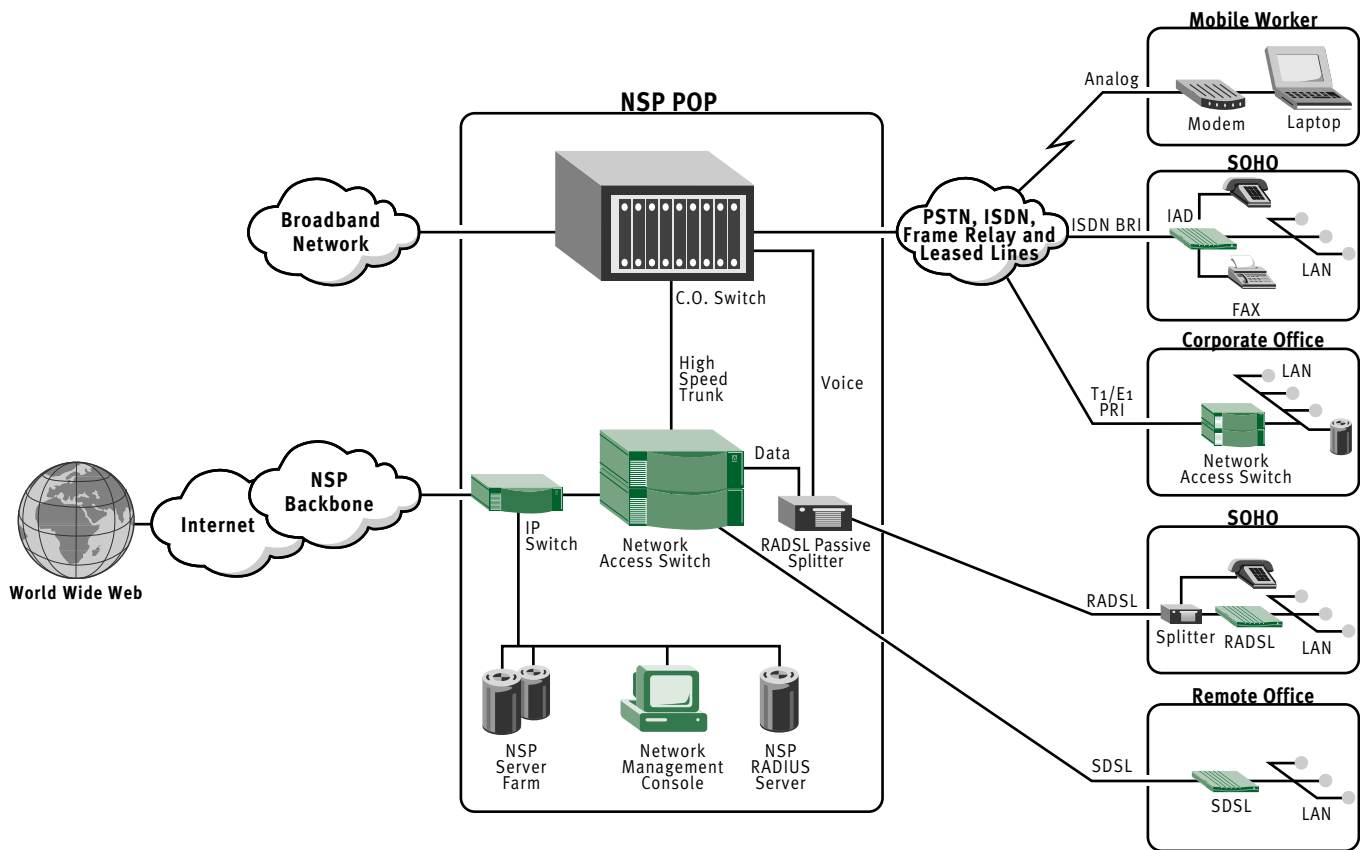 Mobile Worker
Analog
Modem
Laptop
NSP POP
SOHO
Broadband
Network
PSTN, ISDN,
Frame Relay and
Leased Lines
ISDN BRI
IAD
LAN
FAX
C.O. Switch
Corporate Office
High
Speed
Trunk
Voice
LAN
T1/E1
PRI
Network
Access Switch
Data
NSP
Backbone
Internet
World Wide Web
IP
Switch
Network
Access Switch
RADSL Passive
Splitter
SOHO
RADSL
Splitter
RADSL
LAN
NSP
Server
Farm
Network
Management
Console
NSP
RADIUS
Server
Remote Office
SDSL
SDSL
LAN